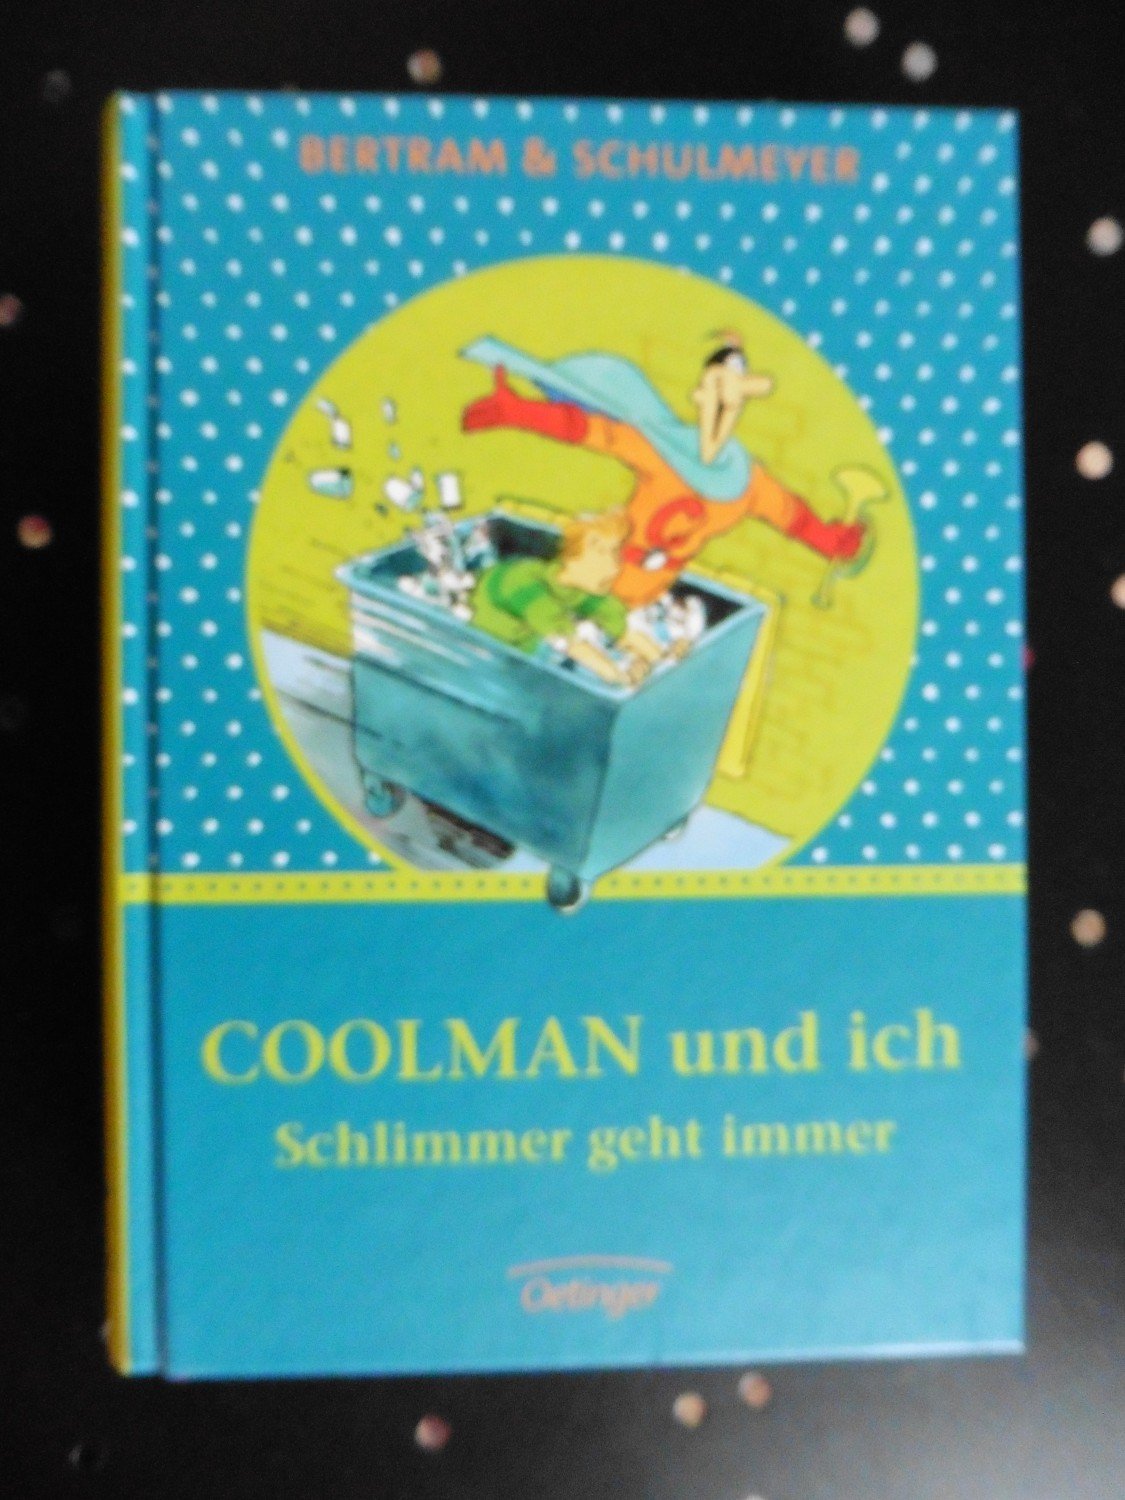 BERTRAM & SCHULMEYER
COOLMAN und ich
Schlimmer geht immer
Oetinger